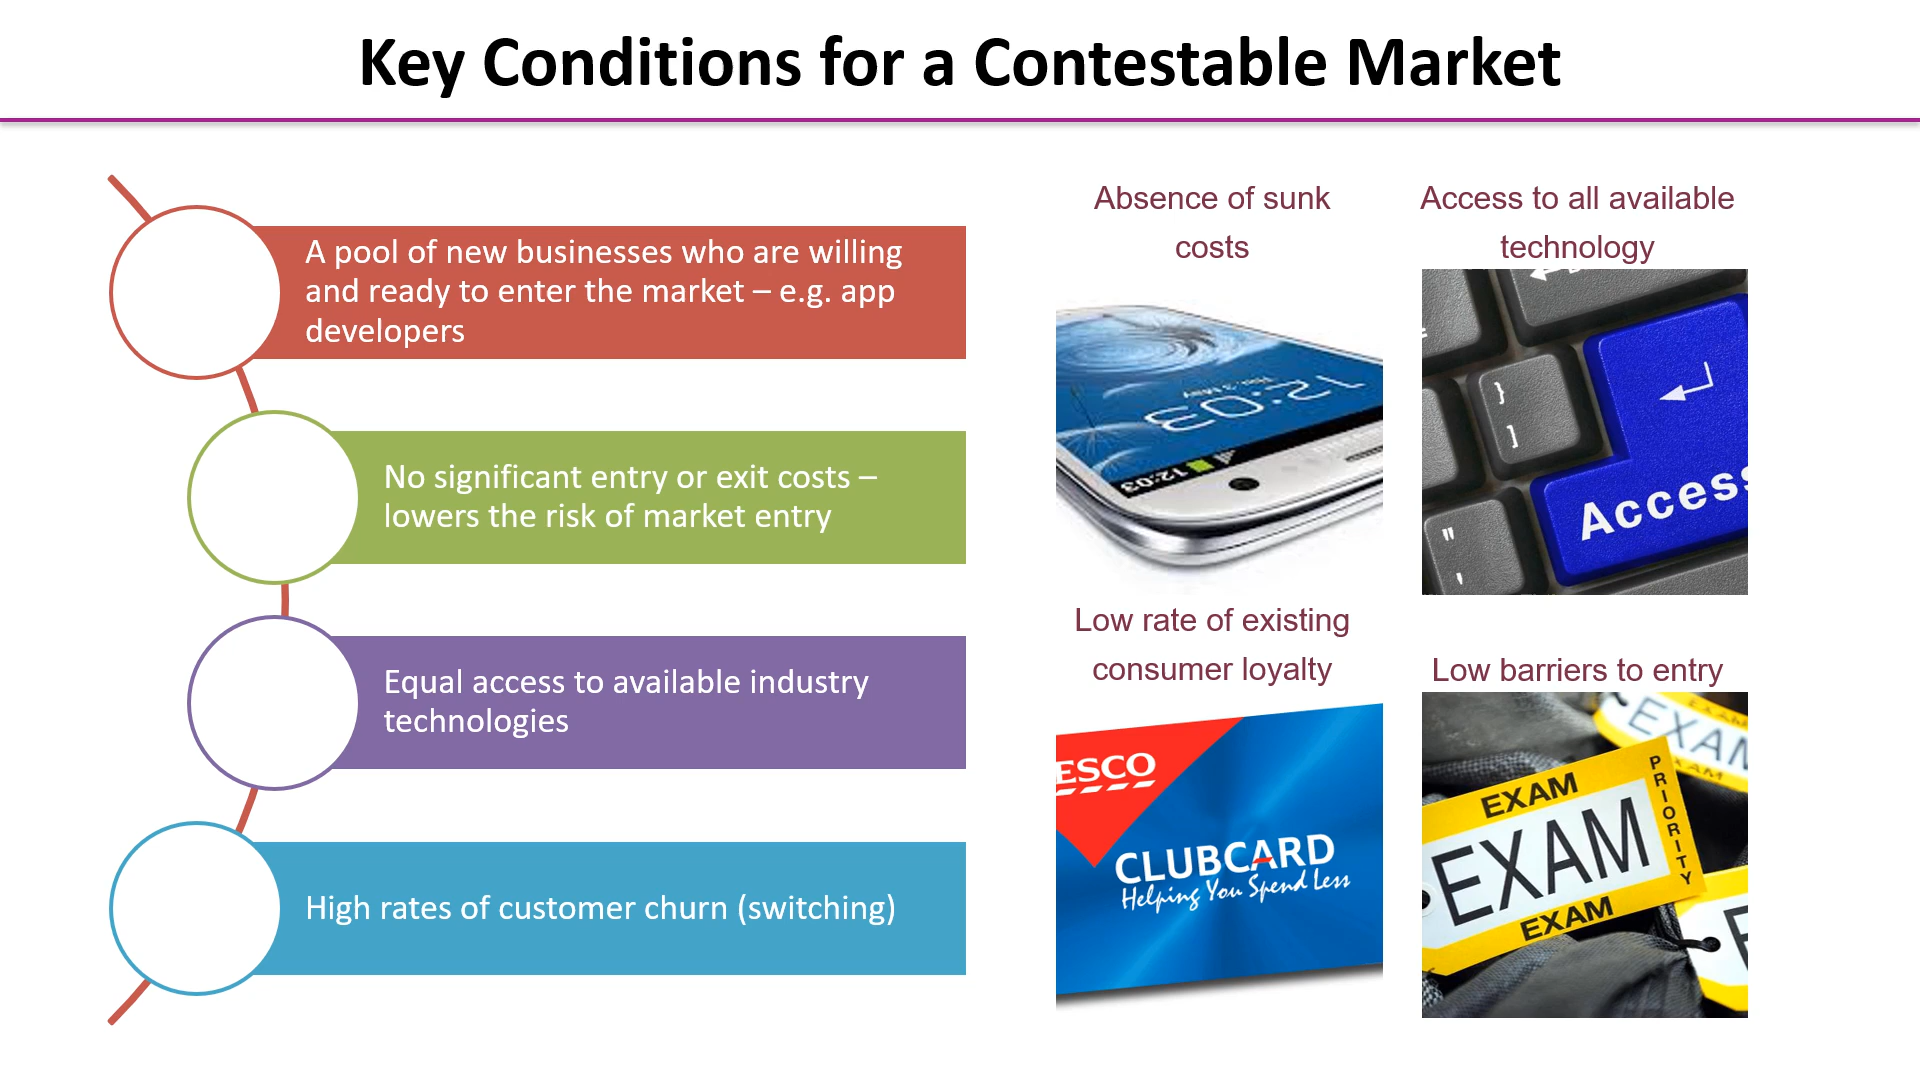 Key Conditions for a Contestable Market
A pool of new businesses who are willing
and ready to enter the market – e.g. app
developers
No significant entry or exit costs –
lowers the risk of market entry
Equal access to available industry
technologies
High rates of customer churn (switching)
Absence of sunk
costs
12:03
12:03
Access to all available
technology
}
]
"
'
Access
Low rate of existing
consumer loyalty
ESCO
CLUBCARD
Helping You Spend Less
Low barriers to entry
EXAM
EXAM
EXAM
PRIORITY
EXAM
EXAM